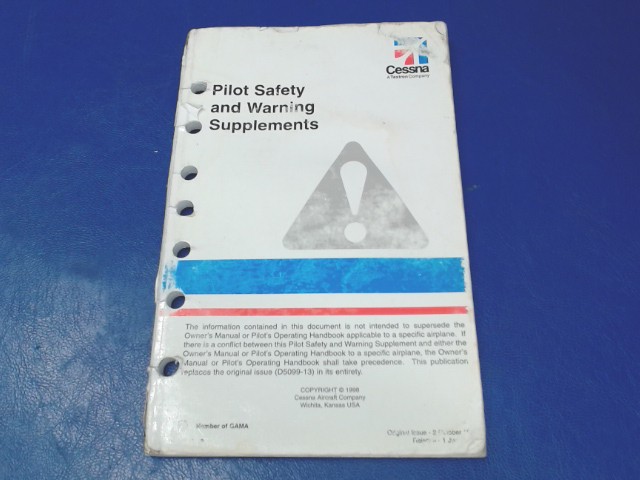 Cessna
a Textron Company
Pilot Safety
and Warning
Supplements
The information contained in this document is not intended to supersede the
Owner's Manual or Pilot's Operating Handbook applicable to a specific airplane. If
there is a conflict between this Pilot Safety and Warning Supplement and either the
Owner's Manual or Pilot's Operating Handbook to a specific airplane, the Owner's
Manual or Pilot's Operating Handbook shall take precedence. This publication
replaces the original issue (D5099-13) in its entirety.
COPYRIGHT © 1998
Cessna Aircraft Company
Wichita, Kansas USA
Member of GAMA
Original Issue - 2 October